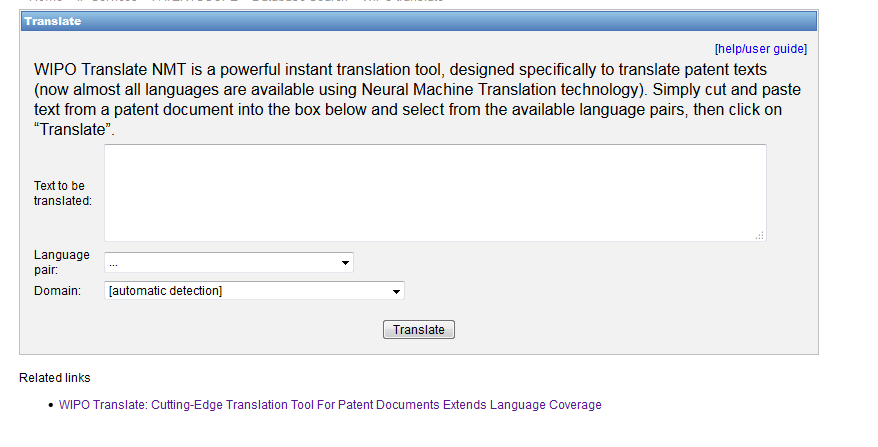 Translate
[help/user guide]
WIPO Translate NMT is a powerful instant translation tool, designed specifically to translate patent texts
(now almost all languages are available using Neural Machine Translation technology). Simply cut and paste
text from a patent document into the box below and select from the available language pairs, then click on
“Translate”.
Text to be
translated:
Language
pair:
...
Domain:
[automatic detection]
Translate
Related links
• WIPO Translate: Cutting-Edge Translation Tool For Patent Documents Extends Language Coverage